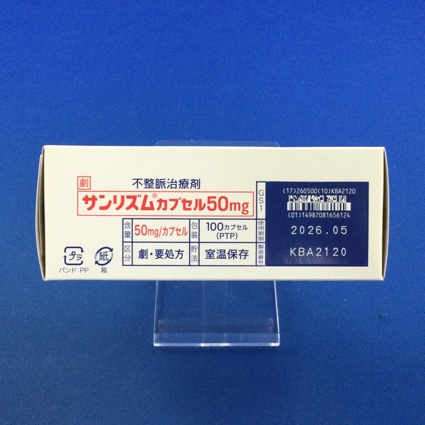 劇
不整脈治療剤
サンリズム®カプセル50mg
含量 50mg/カプセル 包装 100カプセル(PTP)
区分 劇・要処方 貯法 室温保存
プラ
バンド:PP
紙
箱
GS1
(17)260500(10)KBA2120
(01)14987081656124
使用期限 2026.05
製造番号 KBA2120